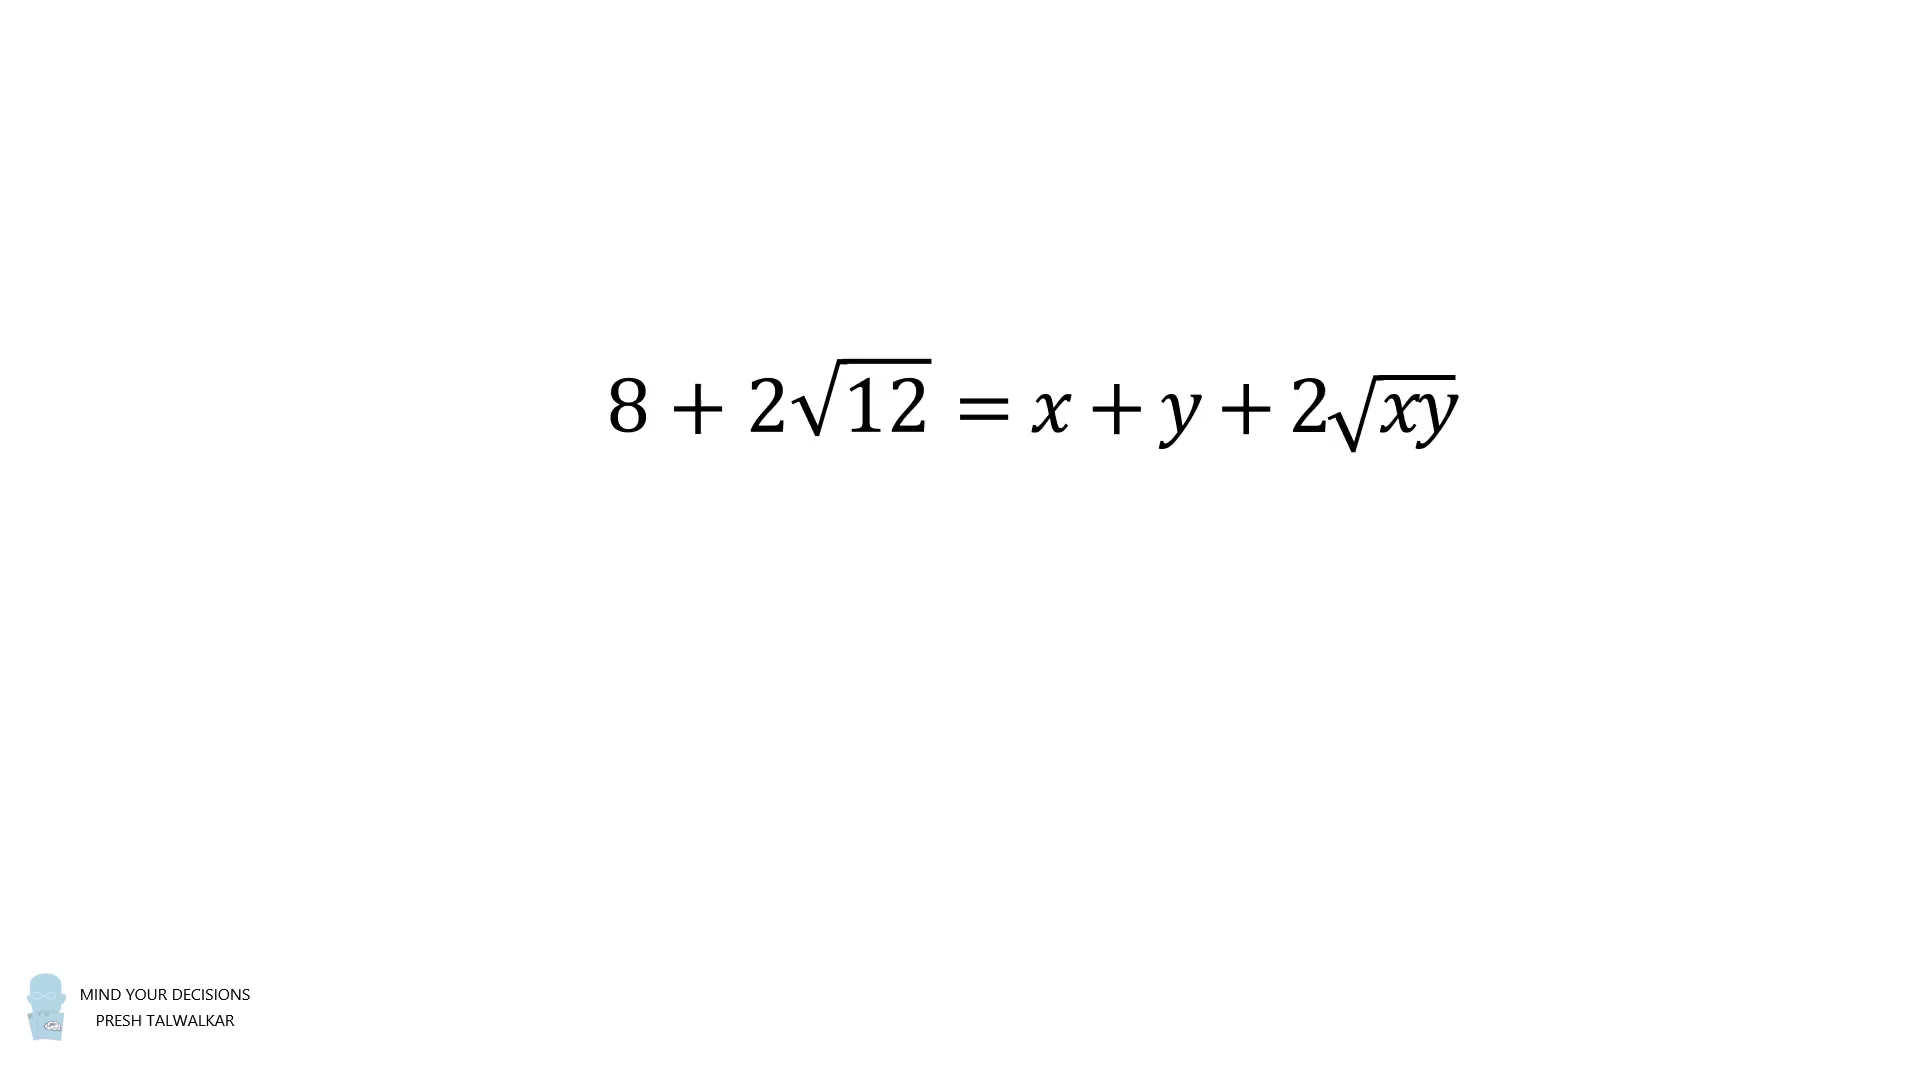 8 + 2√12 = x + y + 2√xy
MIND YOUR DECISIONS
PRESH TALWALKAR